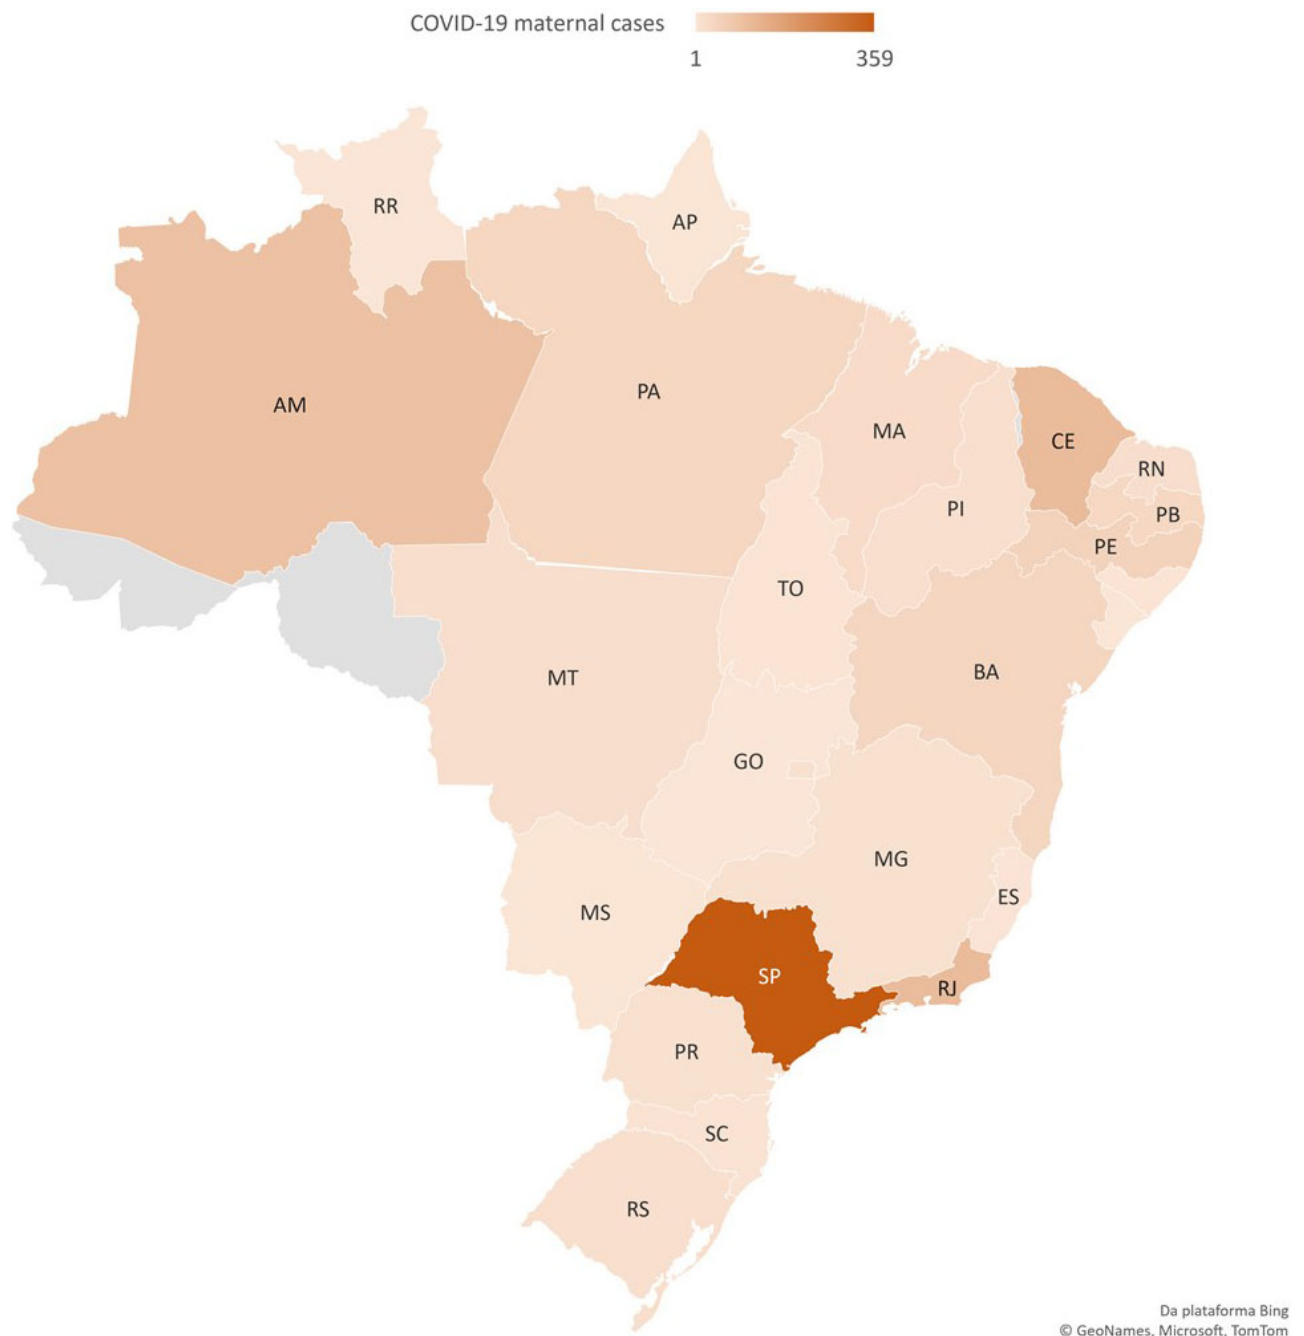 COVID-19 maternal cases
1 359
RR
AP
AM
PA
MA
CE
RN
PI
PB
PE
TO
BA
MT
GO
MG
ES
MS
SP
RJ
PR
SC
RS
Da plataforma Bing
© GeoNames, Microsoft, TomTom